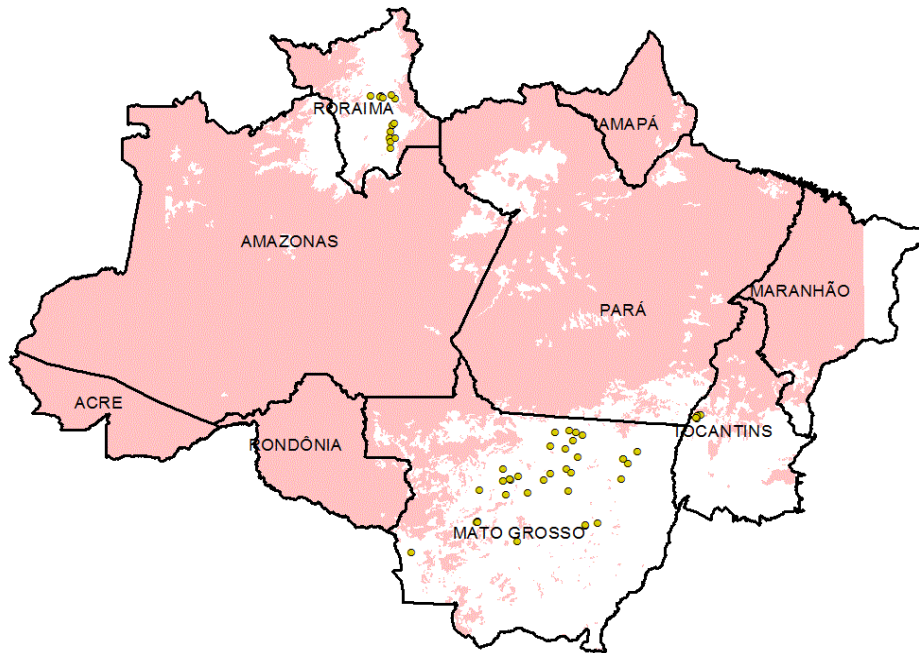 RORAIMA
AMAPÁ
AMAZONAS
PARÁ
MARANHÃO
ACRE
RONDÔNIA
TOCANTINS
MATO GROSSO